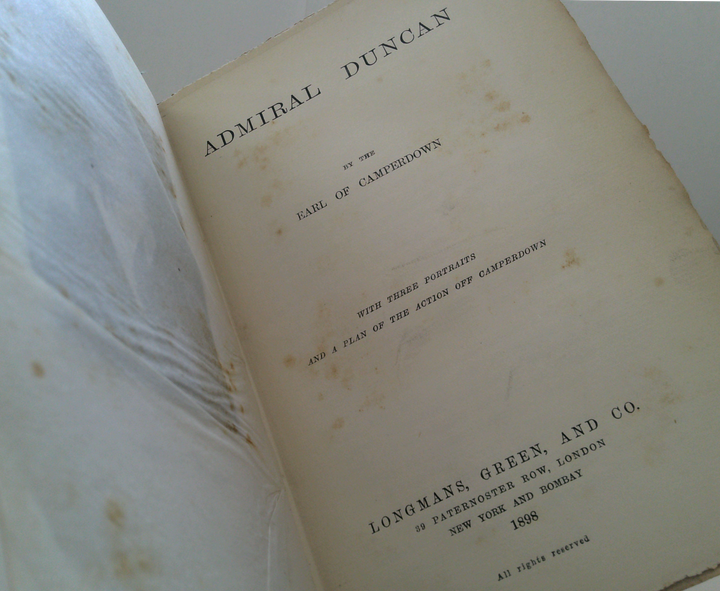 ADMIRAL DUNCAN
BY THE
EARL OF CAMPERDOWN
WITH THREE PORTRAITS
AND A PLAN OF THE ACTION OFF CAMPERDOWN
LONGMANS, GREEN, AND CO.
39 PATERNOSTER ROW, LONDON
NEW YORK AND BOMBAY
1898
All rights reserved